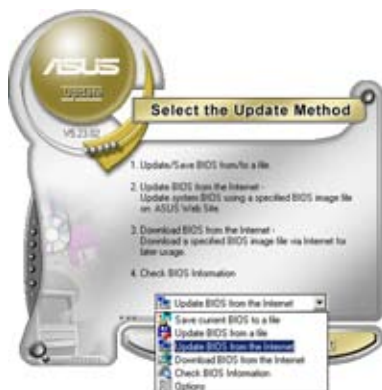 ASUS
Update
V5.23.02
Select the Update Method
1. Update/Save BIOS from/to a file.
2. Update BIOS from the Internet -
Update system BIOS using a specified BIOS image file
on ASUS Web Site.
3. Download BIOS from the Internet -
Download a specified BIOS image file via Internet for
later usage.
4. Check BIOS Information
Update BIOS from the Internet
Save current BIOS to a file
Update BIOS from a file
Update BIOS from the Internet
Download BIOS from the Internet
Check BIOS Information
Options